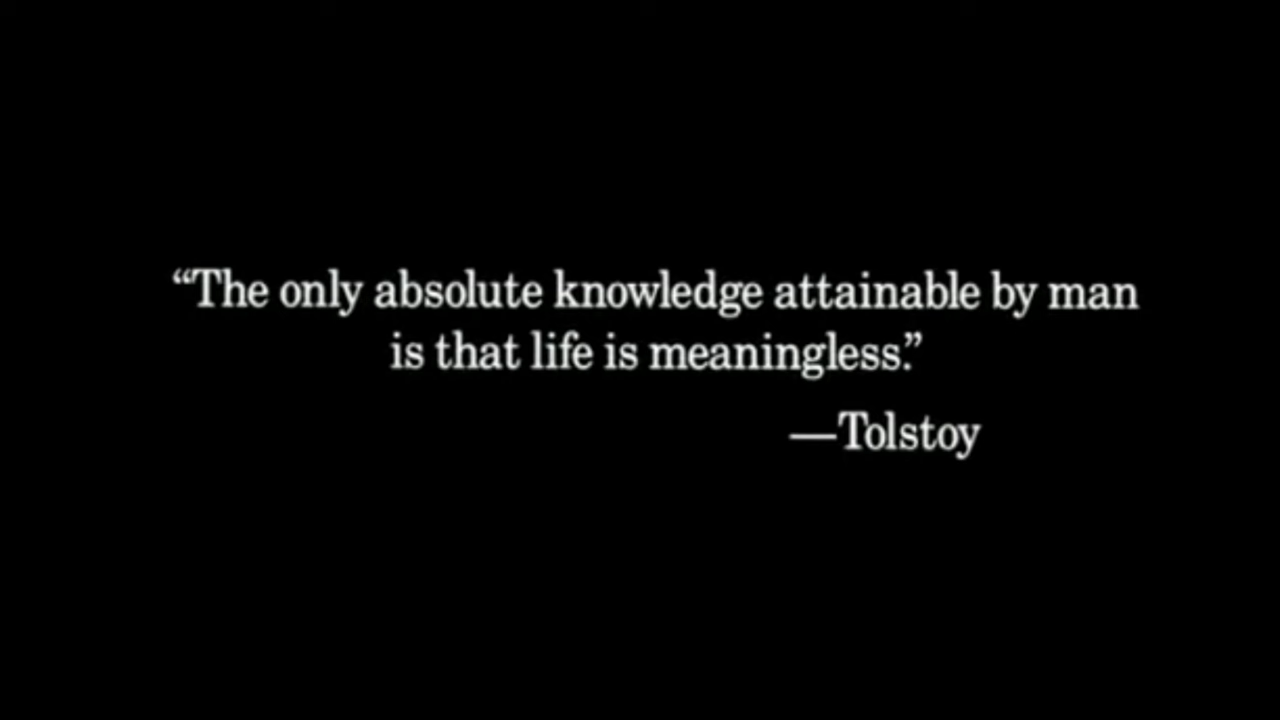 “The only absolute knowledge attainable by man
is that life is meaningless.”
—Tolstoy